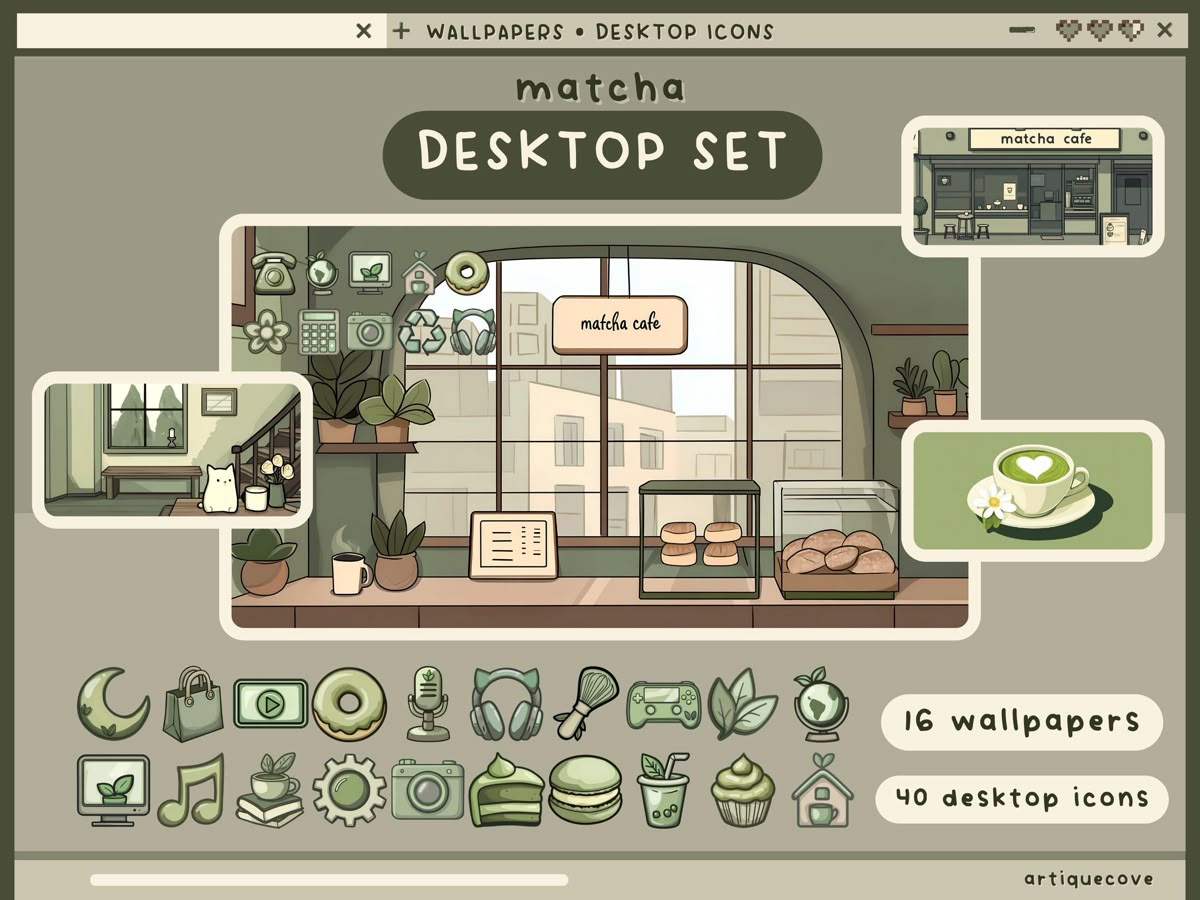 WALLPAPERS • DESKTOP ICONS
matcha
DESKTOP SET
matcha cafe
matcha cafe
16 wallpapers
40 desktop icons
artiquecove